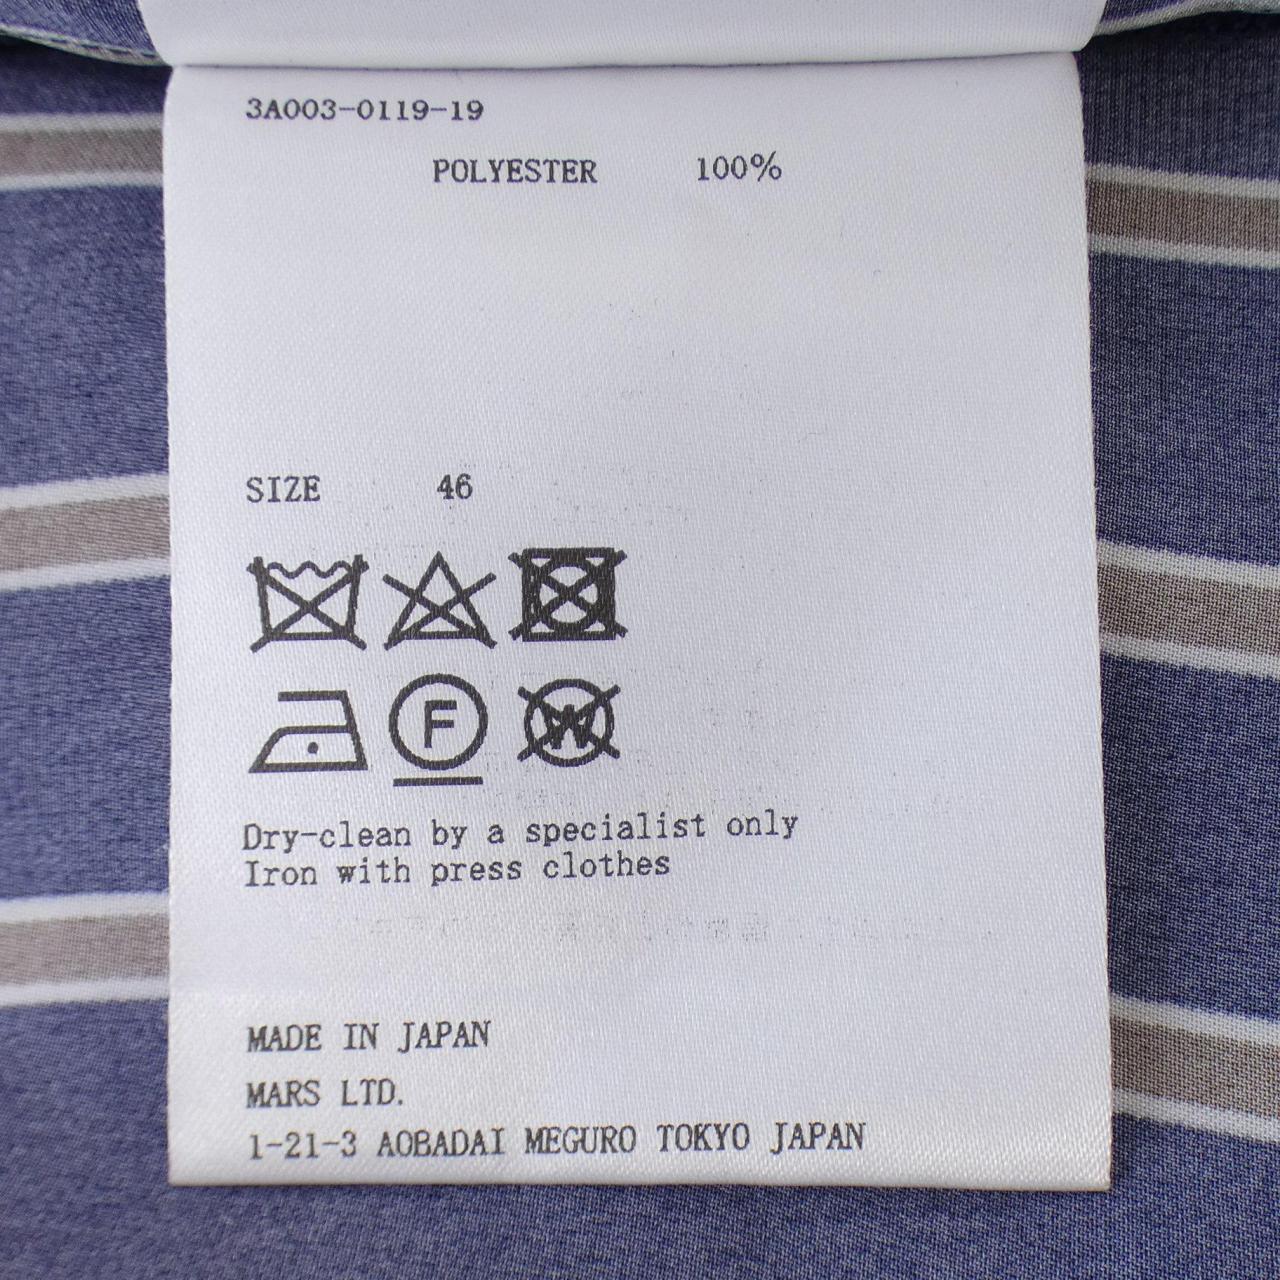 3A003-0119-19
POLYESTER 100%
SIZE 46
F W
Dry-clean by a specialist only
Iron with press clothes
MADE IN JAPAN
MARS LTD.
1-21-3 AOBADAI MEGURO TOKYO JAPAN